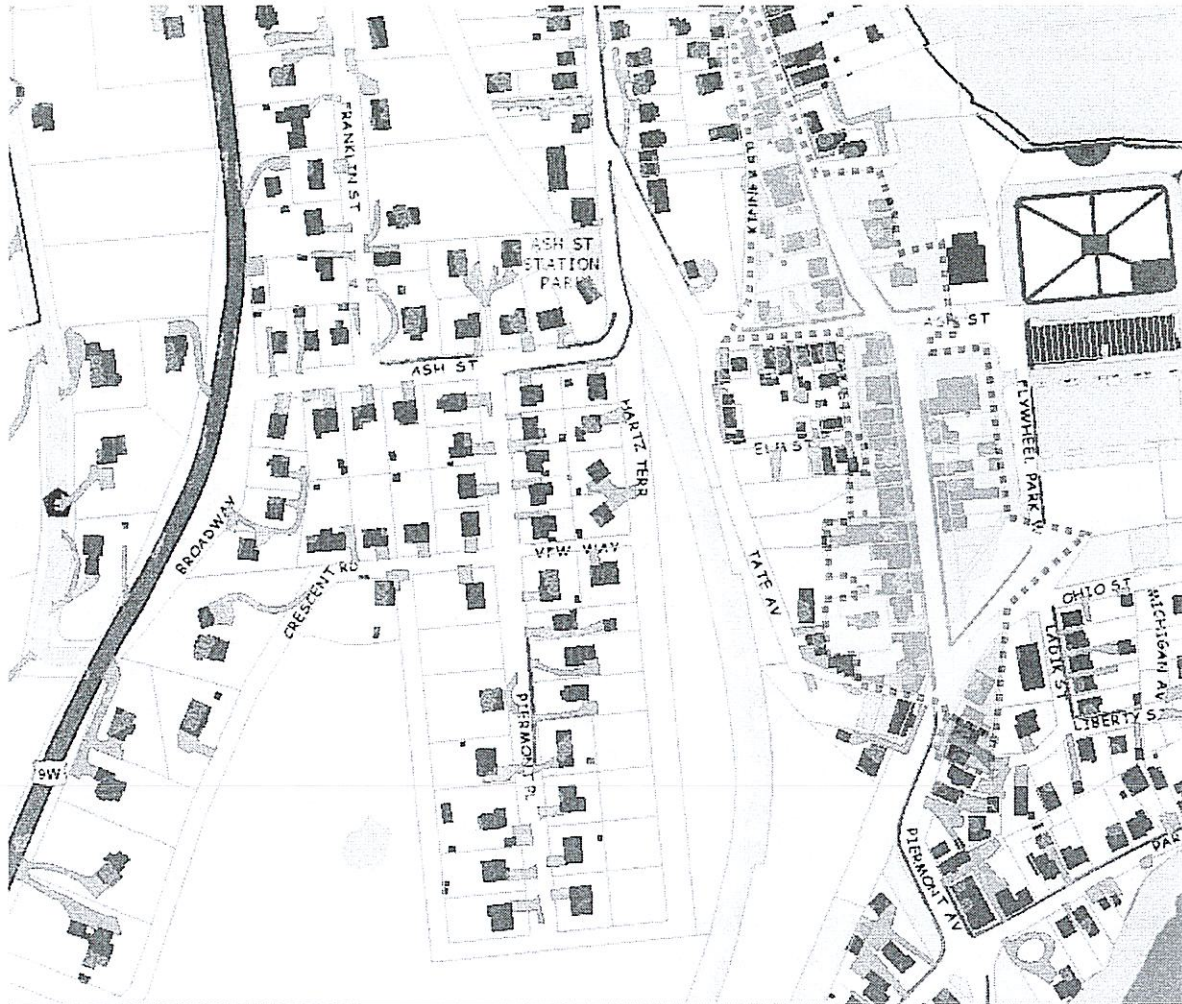 FRANKLIN ST
ASH ST
STATION
PARK
ASH ST
ASH ST
FLYWHEEL PARK
HARTZ TERR
ELM ST
BROADWAY
VFW WAY
CRESCENT RD
TATE AV
OHIO ST
MICHIGAN AV
LADIK ST
LIBERTY ST
PIERMONT PL
9W
PIERMONT AV